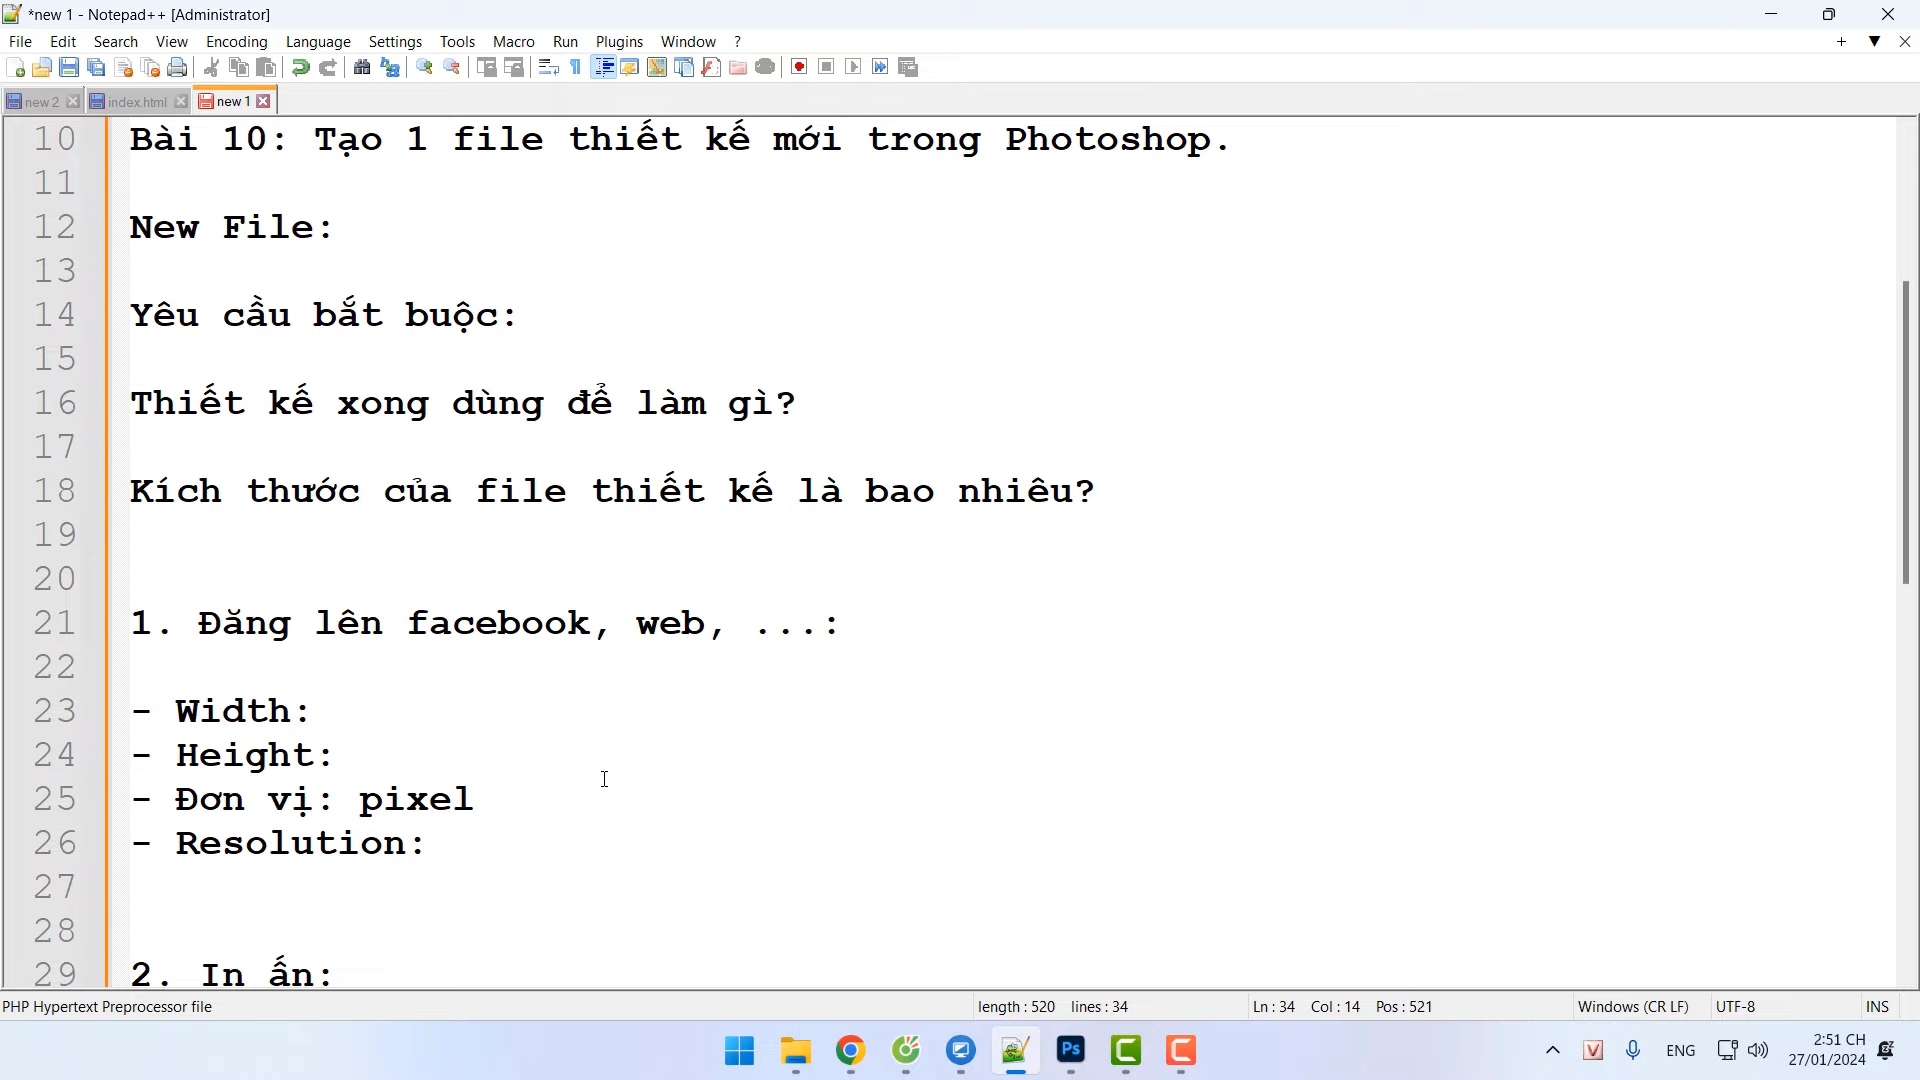 *new 1 - Notepad++ [Administrator]
File Edit Search View Encoding Language Settings Tools Macro Run Plugins Window ?
new 2 index.html new 1
10 Bài 10: Tạo 1 file thiết kế mới trong Photoshop.
11
12 New File:
13
14 Yêu cầu bắt buộc:
15
16 Thiết kế xong dùng để làm gì?
17
18 Kích thước của file thiết kế là bao nhiêu?
19
20
21 1. Đăng lên facebook, web, ...:
22
23 - Width:
24 - Height:
25 - Đơn vị: pixel
26 - Resolution:
27
28
29 2. In ấn:
PHP Hypertext Preprocessor file length : 520 lines : 34 Ln : 34 Col : 14 Pos : 521 Windows (CR LF) UTF-8 INS
Ps V ENG 2:51 CH
27/01/2024